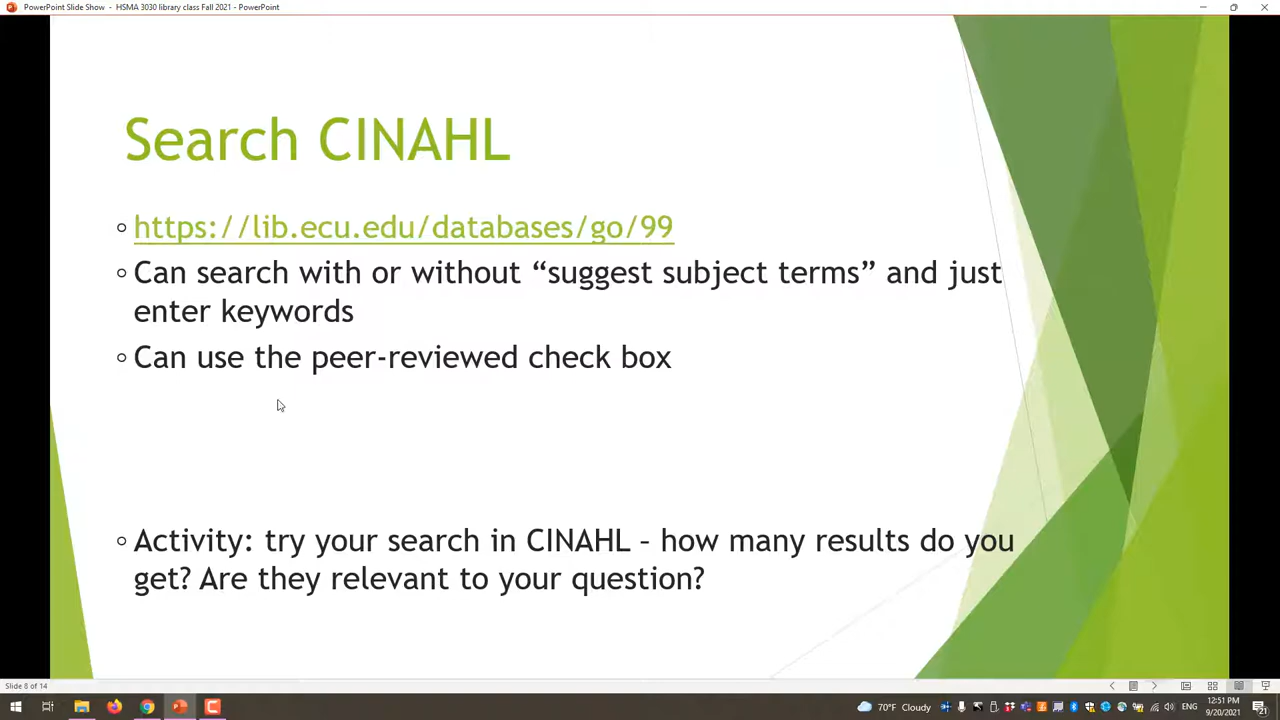 PowerPoint Slide Show - HSMA 3030 library class Fall 2021 - PowerPoint
Search CINAHL
https://lib.ecu.edu/databases/go/99
Can search with or without “suggest subject terms” and just
enter keywords
Can use the peer-reviewed check box
Activity: try your search in CINAHL – how many results do you
get? Are they relevant to your question?
Slide 8 of 14
70°F Cloudy
ENG
12:51 PM
9/20/2021